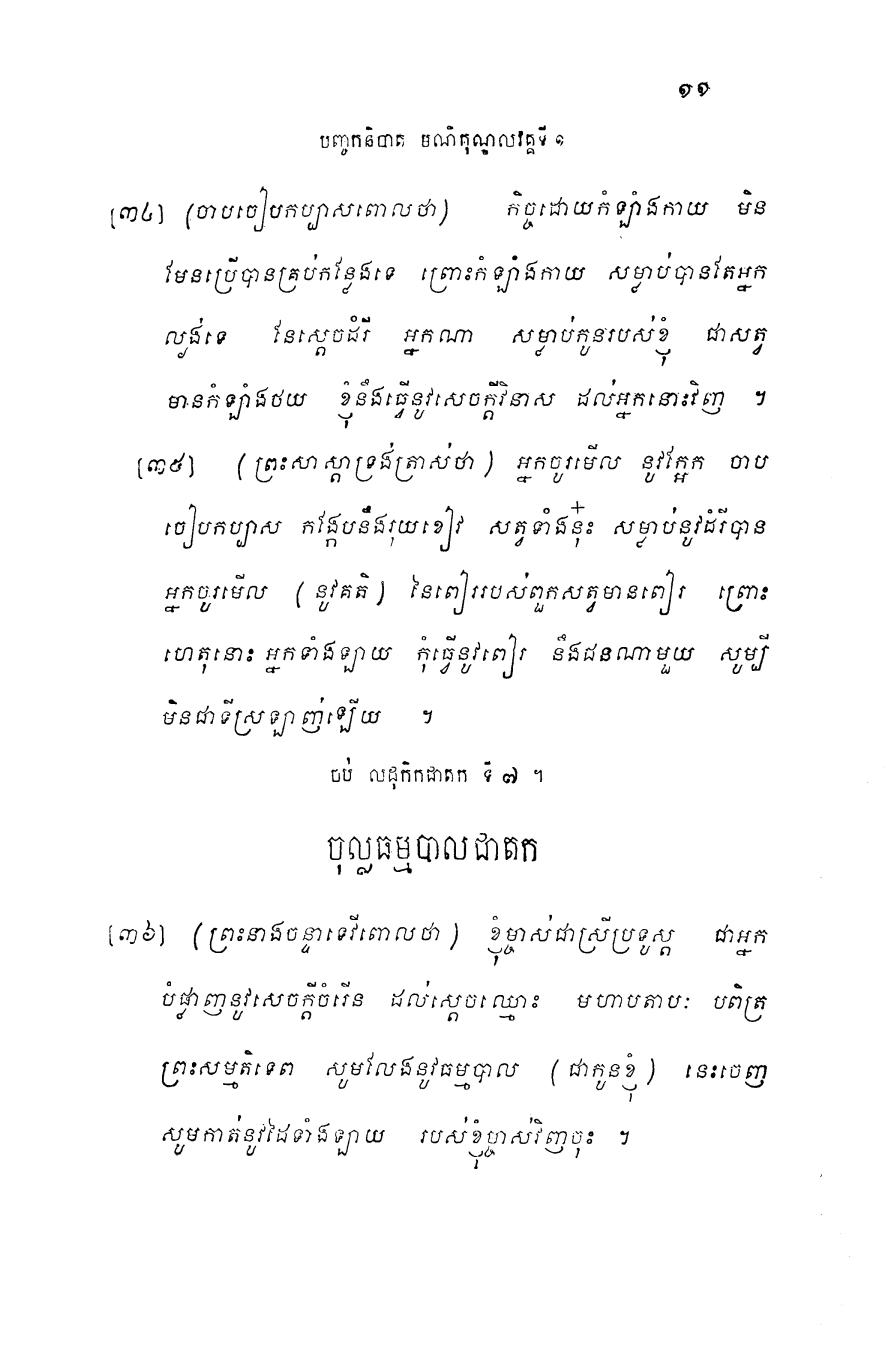 ១១
បញ្ចកនិបាត មណិកុណ្ឌលវគ្គទី ១
[៣៤] (ចាបចៀបកប្បាសពោលថា) កិច្ចដោយកំឡាំងកាយ មិន
មែនប្រើបានគ្រប់កន្លែងទេ ព្រោះកំឡាំងកាយ សម្លាប់បានតែអ្នក
ល្ងង់ទេ នែស្តេចដំរី អ្នកណា សម្លាប់កូនរបស់ខ្ញុំ ជាសត្វ
មានកំឡាំងថយ ខ្ញុំនឹងធ្វើនូវសេចក្តីវិនាស ដល់អ្នកនោះវិញ ។
[៣៥] (ព្រះសាស្តាទ្រង់ត្រាស់ថា) អ្នកចូរមើល នូវក្អែក ចាប
ចៀបកប្បាស កង្កែបនឹងរុយខៀវ សត្វទាំងនុ៎ះ សម្លាប់នូវដំរីបាន
អ្នកចូរមើល (នូវគតិ) នៃពៀររបស់ពួកសត្វមានពៀរ ព្រោះ
ហេតុនោះ អ្នកទាំងឡាយ កុំធ្វើនូវពៀរ នឹងជនណាមួយ សូម្បី
មិនជាទីស្រឡាញ់ឡើយ ។
ចប់ លដុកិកជាតក ទី ៧ ។
ចុល្លធម្មបាលជាតក
[៣៦] (ព្រះនាងចន្ទាទេវីពោលថា) ខ្ញុំម្ចាស់ជាស្រីប្រទូស្ត ជាអ្នក
បំផ្លាញនូវសេចក្តីចំរើន ដល់ស្តេចឈ្មោះ មហាបតាបៈ បពិត្រ
ព្រះសម្មតិទេព សូមលែងនូវធម្មបាល (ជាកូនខ្ញុំ) នេះចេញ
សូមកាត់នូវដៃទាំងឡាយ របស់ខ្ញុំម្ចាស់វិញចុះ ។